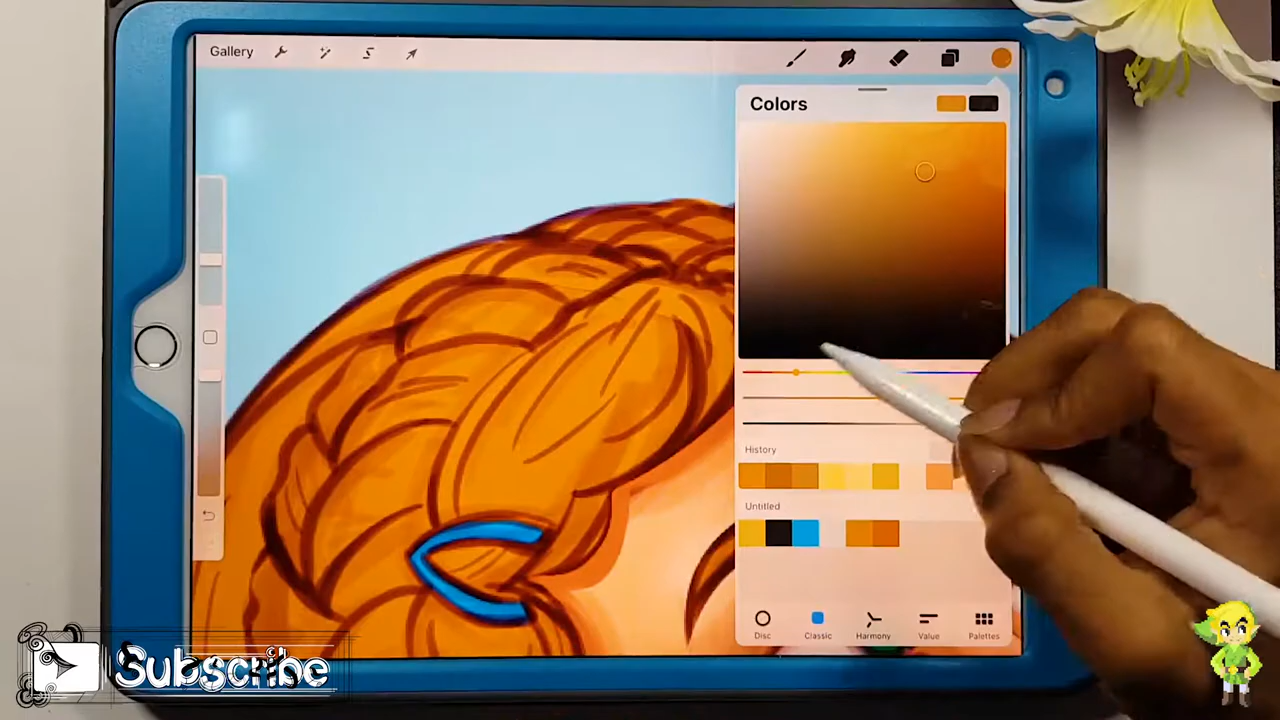 Gallery
Colors
History
Untitled
Disc
Classic
Harmony
Value
Palettes
Subscribe